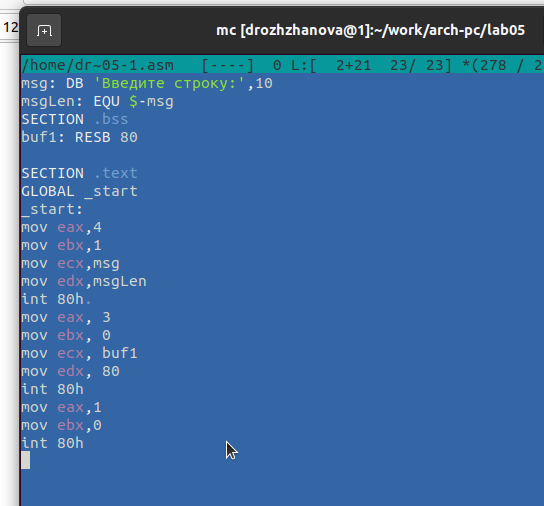 12
mc [drozhzhanova@1]:~/work/arch-pc/lab05
/home/dr~05-1.asm [----] 0 L:[ 2+21 23/ 23] *(278 / 2
msg: DB 'Введите строку:',10
msgLen: EQU $-msg
SECTION .bss
buf1: RESB 80
SECTION .text
GLOBAL _start
_start:
mov eax,4
mov ebx,1
mov ecx,msg
mov edx,msgLen
int 80h.
mov eax, 3
mov ebx, 0
mov ecx, buf1
mov edx, 80
int 80h
mov eax,1
mov ebx,0
int 80h